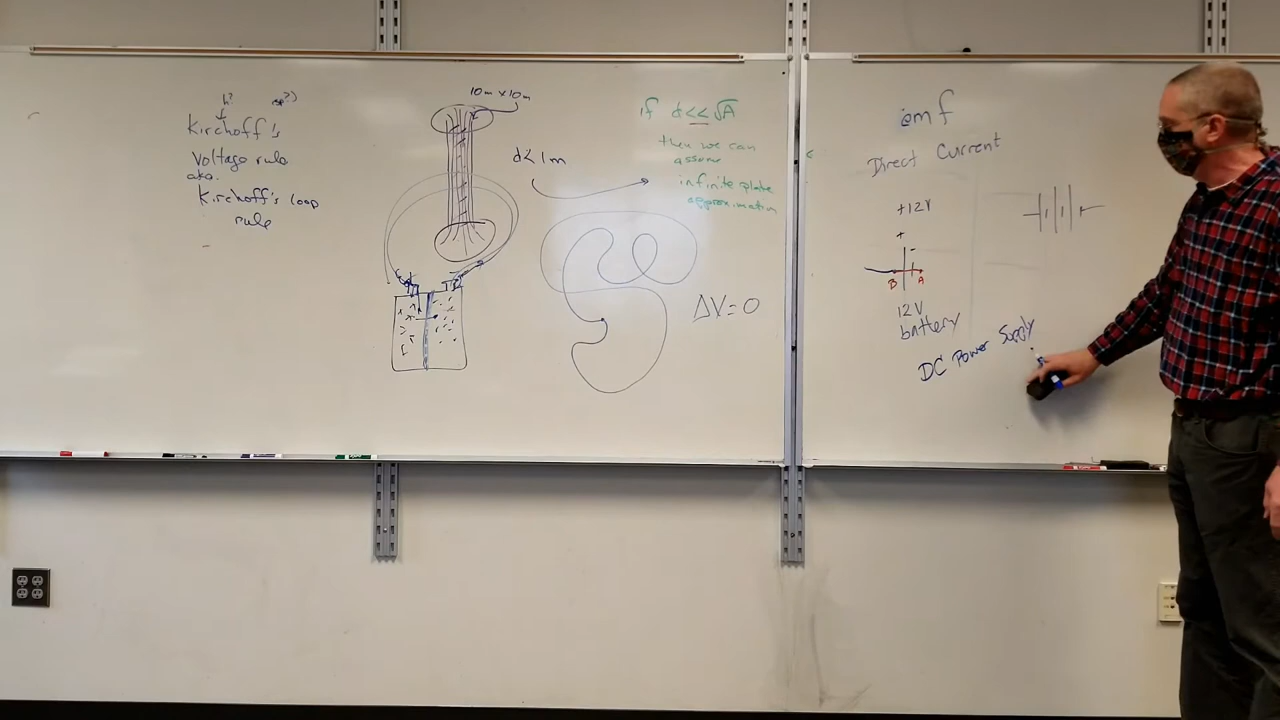 h?
sp?)
Kirchoff's
Voltage rule
aka.
Kirchoff's loop
rule
10m x 10m
d < 1m
if d << √A
then we can
assume
infinite plate
approximation
ΔV = 0
emf
Direct Current
+12V
+
-
B A
12V
battery
DC Power Supply